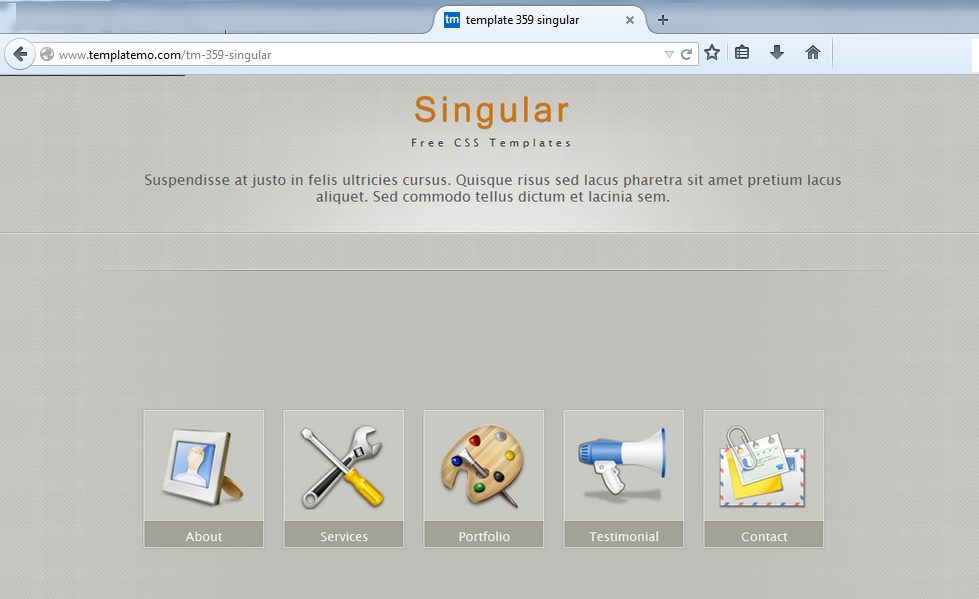 tm template 359 singular
www.templatemo.com/tm-359-singular
Singular
Free CSS Templates
Suspendisse at justo in felis ultricies cursus. Quisque risus sed lacus pharetra sit amet pretium lacus
aliquet. Sed commodo tellus dictum et lacinia sem.
About
Services
Portfolio
Testimonial
Contact